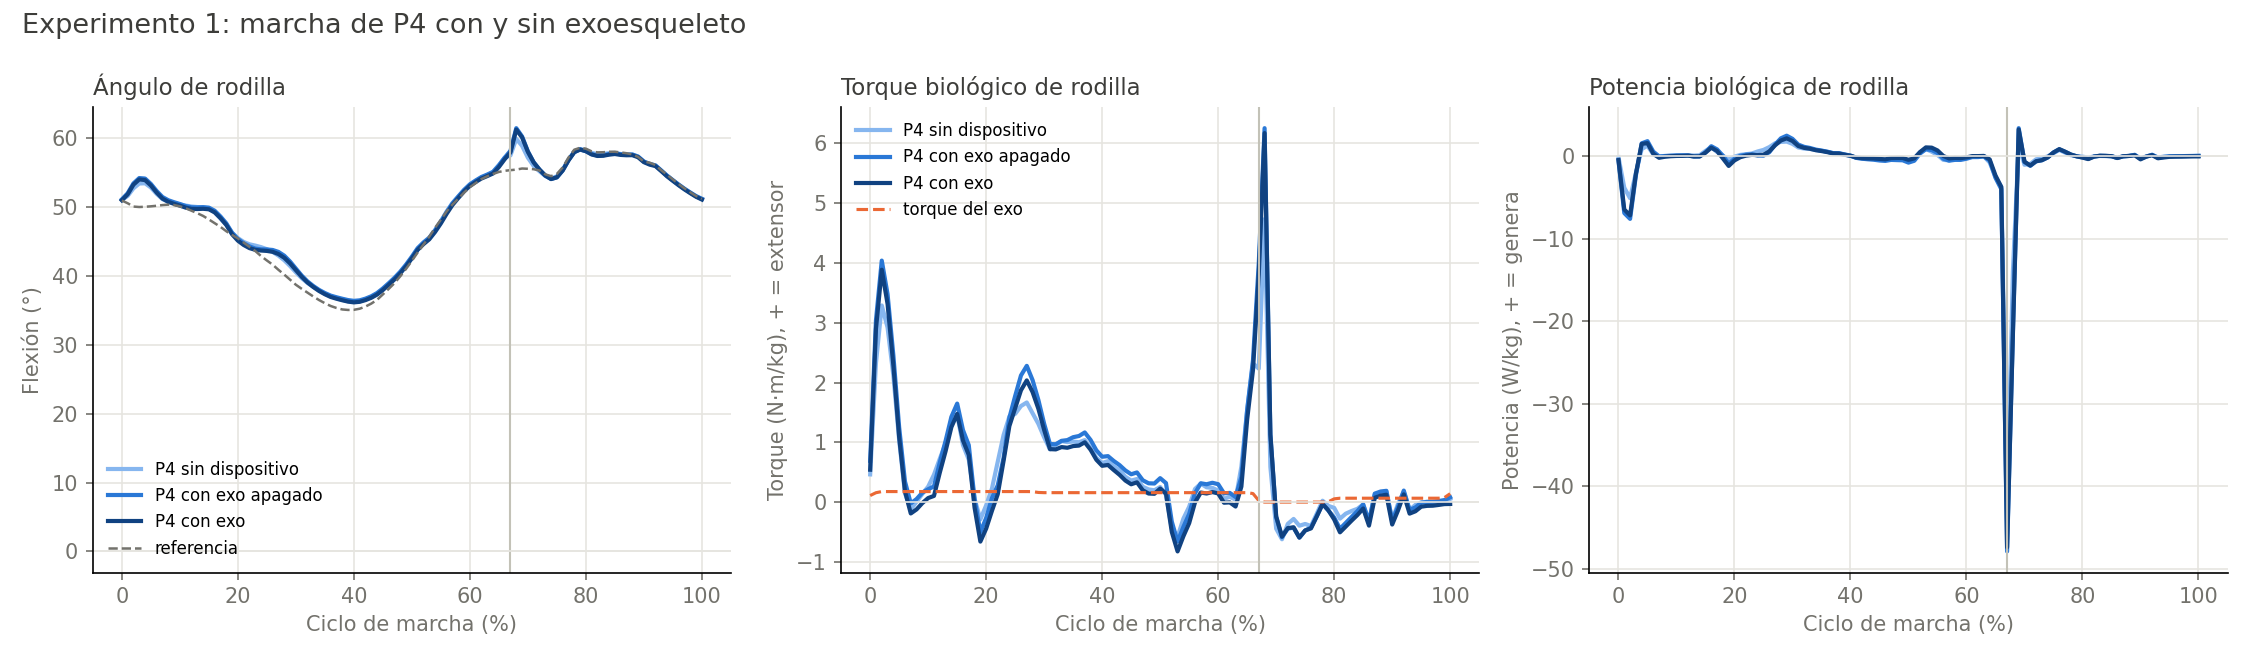 Experimento 1: marcha de P4 con y sin exoesqueleto
Ángulo de rodilla
Flexión (°)
60
50
40
30
20
10
0
P4 sin dispositivo
P4 con exo apagado
P4 con exo
referencia
0 20 40 60 80 100
Ciclo de marcha (%)
Torque biológico de rodilla
Torque (N·m/kg), + = extensor
6
5
4
3
2
1
0
−1
P4 sin dispositivo
P4 con exo apagado
P4 con exo
torque del exo
0 20 40 60 80 100
Ciclo de marcha (%)
Potencia biológica de rodilla
Potencia (W/kg), + = genera
0
−10
−20
−30
−40
−50
0 20 40 60 80 100
Ciclo de marcha (%)